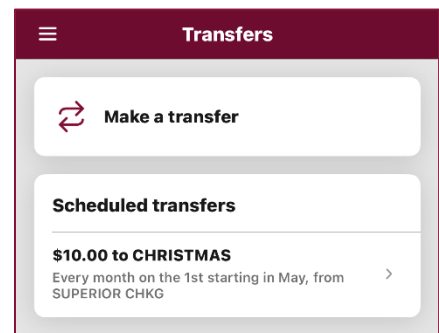 Transfers
Make a transfer
Scheduled transfers
$10.00 to CHRISTMAS
Every month on the 1st starting in May, from
SUPERIOR CHKG